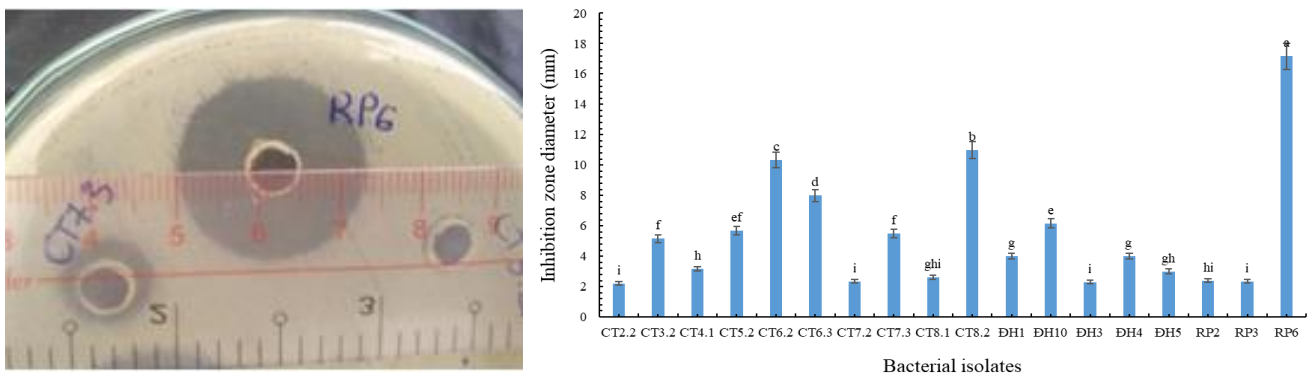 RP6
CT7.3
3 4 5 6 7 8 9
2 3
Inhibition zone diameter (mm)
20
18
16
14
12
10
8
6
4
2
0
i f h ef c d i f ghi b g e i g gh hi i a
CT2.2 CT3.2 CT4.1 CT5.2 CT6.2 CT6.3 CT7.2 CT7.3 CT8.1 CT8.2 ĐH1 ĐH10 ĐH3 ĐH4 ĐH5 RP2 RP3 RP6
Bacterial isolates